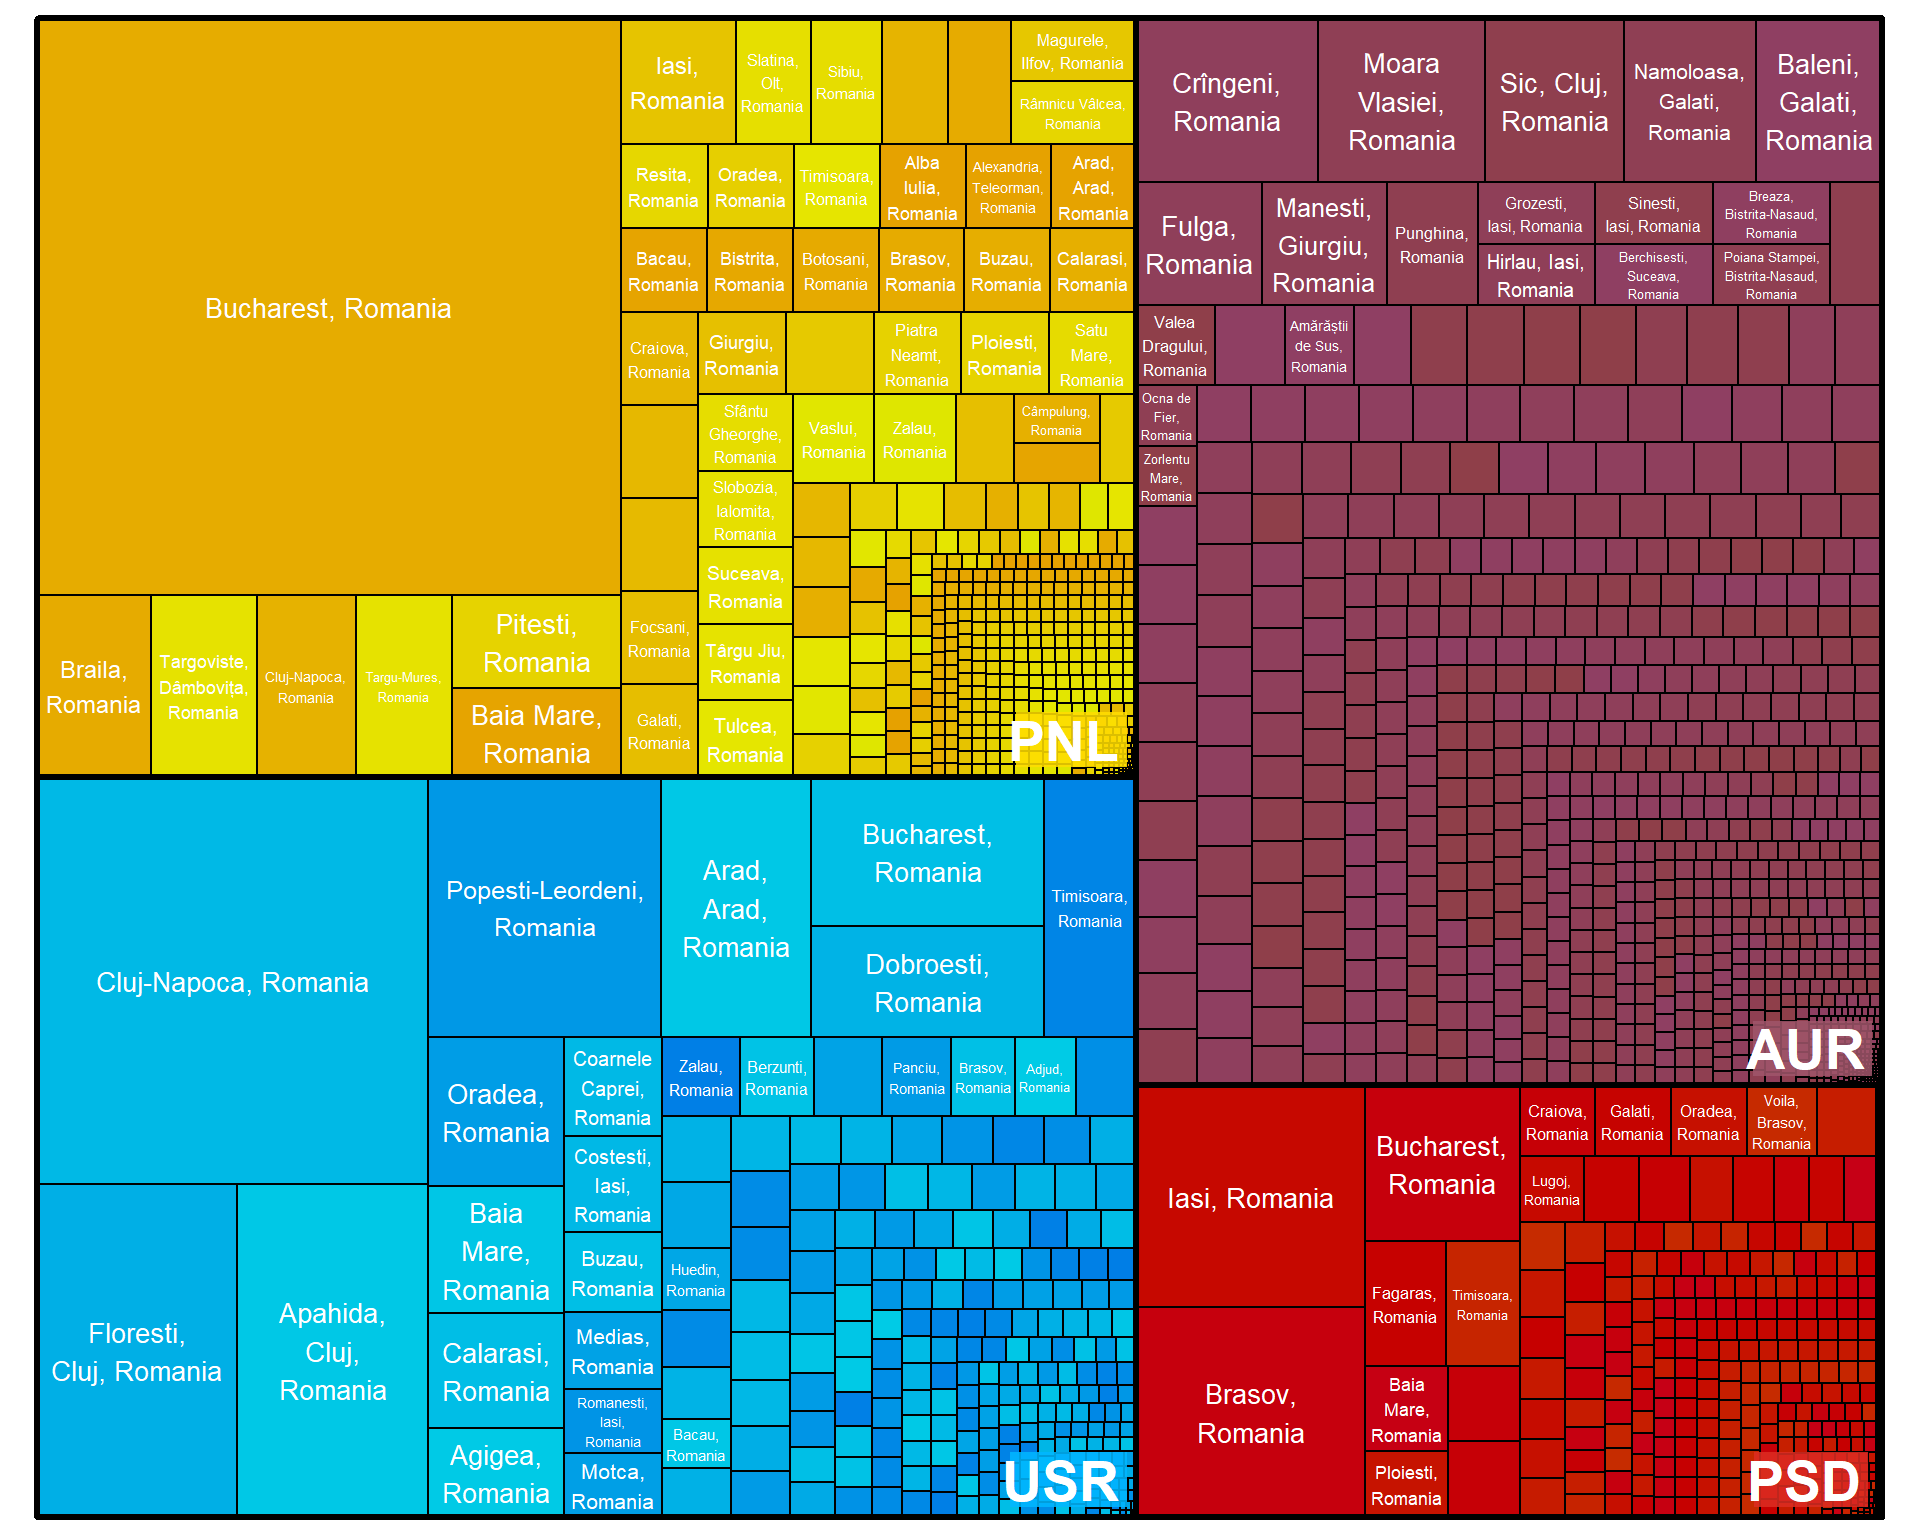 Bucharest, Romania
Iasi,
Romania
Slatina,
Olt,
Romania
Sibiu,
Romania
Magurele,
Ilfov, Romania
Râmnicu Vâlcea,
Romania
Resita,
Romania
Oradea,
Romania
Timisoara,
Romania
Alba
Iulia,
Romania
Alexandria,
Teleorman,
Romania
Arad,
Arad,
Romania
Bacau,
Romania
Bistrita,
Romania
Botosani,
Romania
Brasov,
Romania
Buzau,
Romania
Calarasi,
Romania
Craiova,
Romania
Giurgiu,
Romania
Piatra
Neamt,
Romania
Ploiesti,
Romania
Satu
Mare,
Romania
Sfântu
Gheorghe,
Romania
Vaslui,
Romania
Zalau,
Romania
Câmpulung,
Romania
Slobozia,
Ialomita,
Romania
Suceava,
Romania
Focsani,
Romania
Târgu Jiu,
Romania
Galati,
Romania
Tulcea,
Romania
Braila,
Romania
Targoviste,
Dâmbovița,
Romania
Cluj-Napoca,
Romania
Targu-Mures,
Romania
Pitesti,
Romania
Baia Mare,
Romania
PNL
Crîngeni,
Romania
Moara
Vlasiei,
Romania
Sic, Cluj,
Romania
Namoloasa,
Galati,
Romania
Baleni,
Galati,
Romania
Fulga,
Romania
Manesti,
Giurgiu,
Romania
Punghina,
Romania
Grozesti,
Iasi, Romania
Hirlau, Iasi,
Romania
Sinesti,
Iasi, Romania
Berchisesti,
Suceava,
Romania
Breaza,
Bistrita-Nasaud,
Romania
Poiana Stampei,
Bistrita-Nasaud,
Romania
Valea
Dragului,
Romania
Amărăștii
de Sus,
Romania
Ocna de
Fier,
Romania
Zorlentu
Mare,
Romania
AUR
Cluj-Napoca, Romania
Floresti,
Cluj, Romania
Apahida,
Cluj,
Romania
Popesti-Leordeni,
Romania
Arad,
Arad,
Romania
Bucharest,
Romania
Dobroesti,
Romania
Timisoara,
Romania
Oradea,
Romania
Baia
Mare,
Romania
Calarasi,
Romania
Agigea,
Romania
Coarnele
Caprei,
Romania
Costesti,
Iasi,
Romania
Buzau,
Romania
Medias,
Romania
Romanesti,
Iasi,
Romania
Motca,
Romania
Zalau,
Romania
Berzunti,
Romania
Panciu,
Romania
Brasov,
Romania
Adjud,
Romania
Huedin,
Romania
Bacau,
Romania
USR
Iasi, Romania
Brasov,
Romania
Bucharest,
Romania
Fagaras,
Romania
Timisoara,
Romania
Baia
Mare,
Romania
Ploiesti,
Romania
Craiova,
Romania
Galati,
Romania
Oradea,
Romania
Voila,
Brasov,
Romania
Lugoj,
Romania
PSD